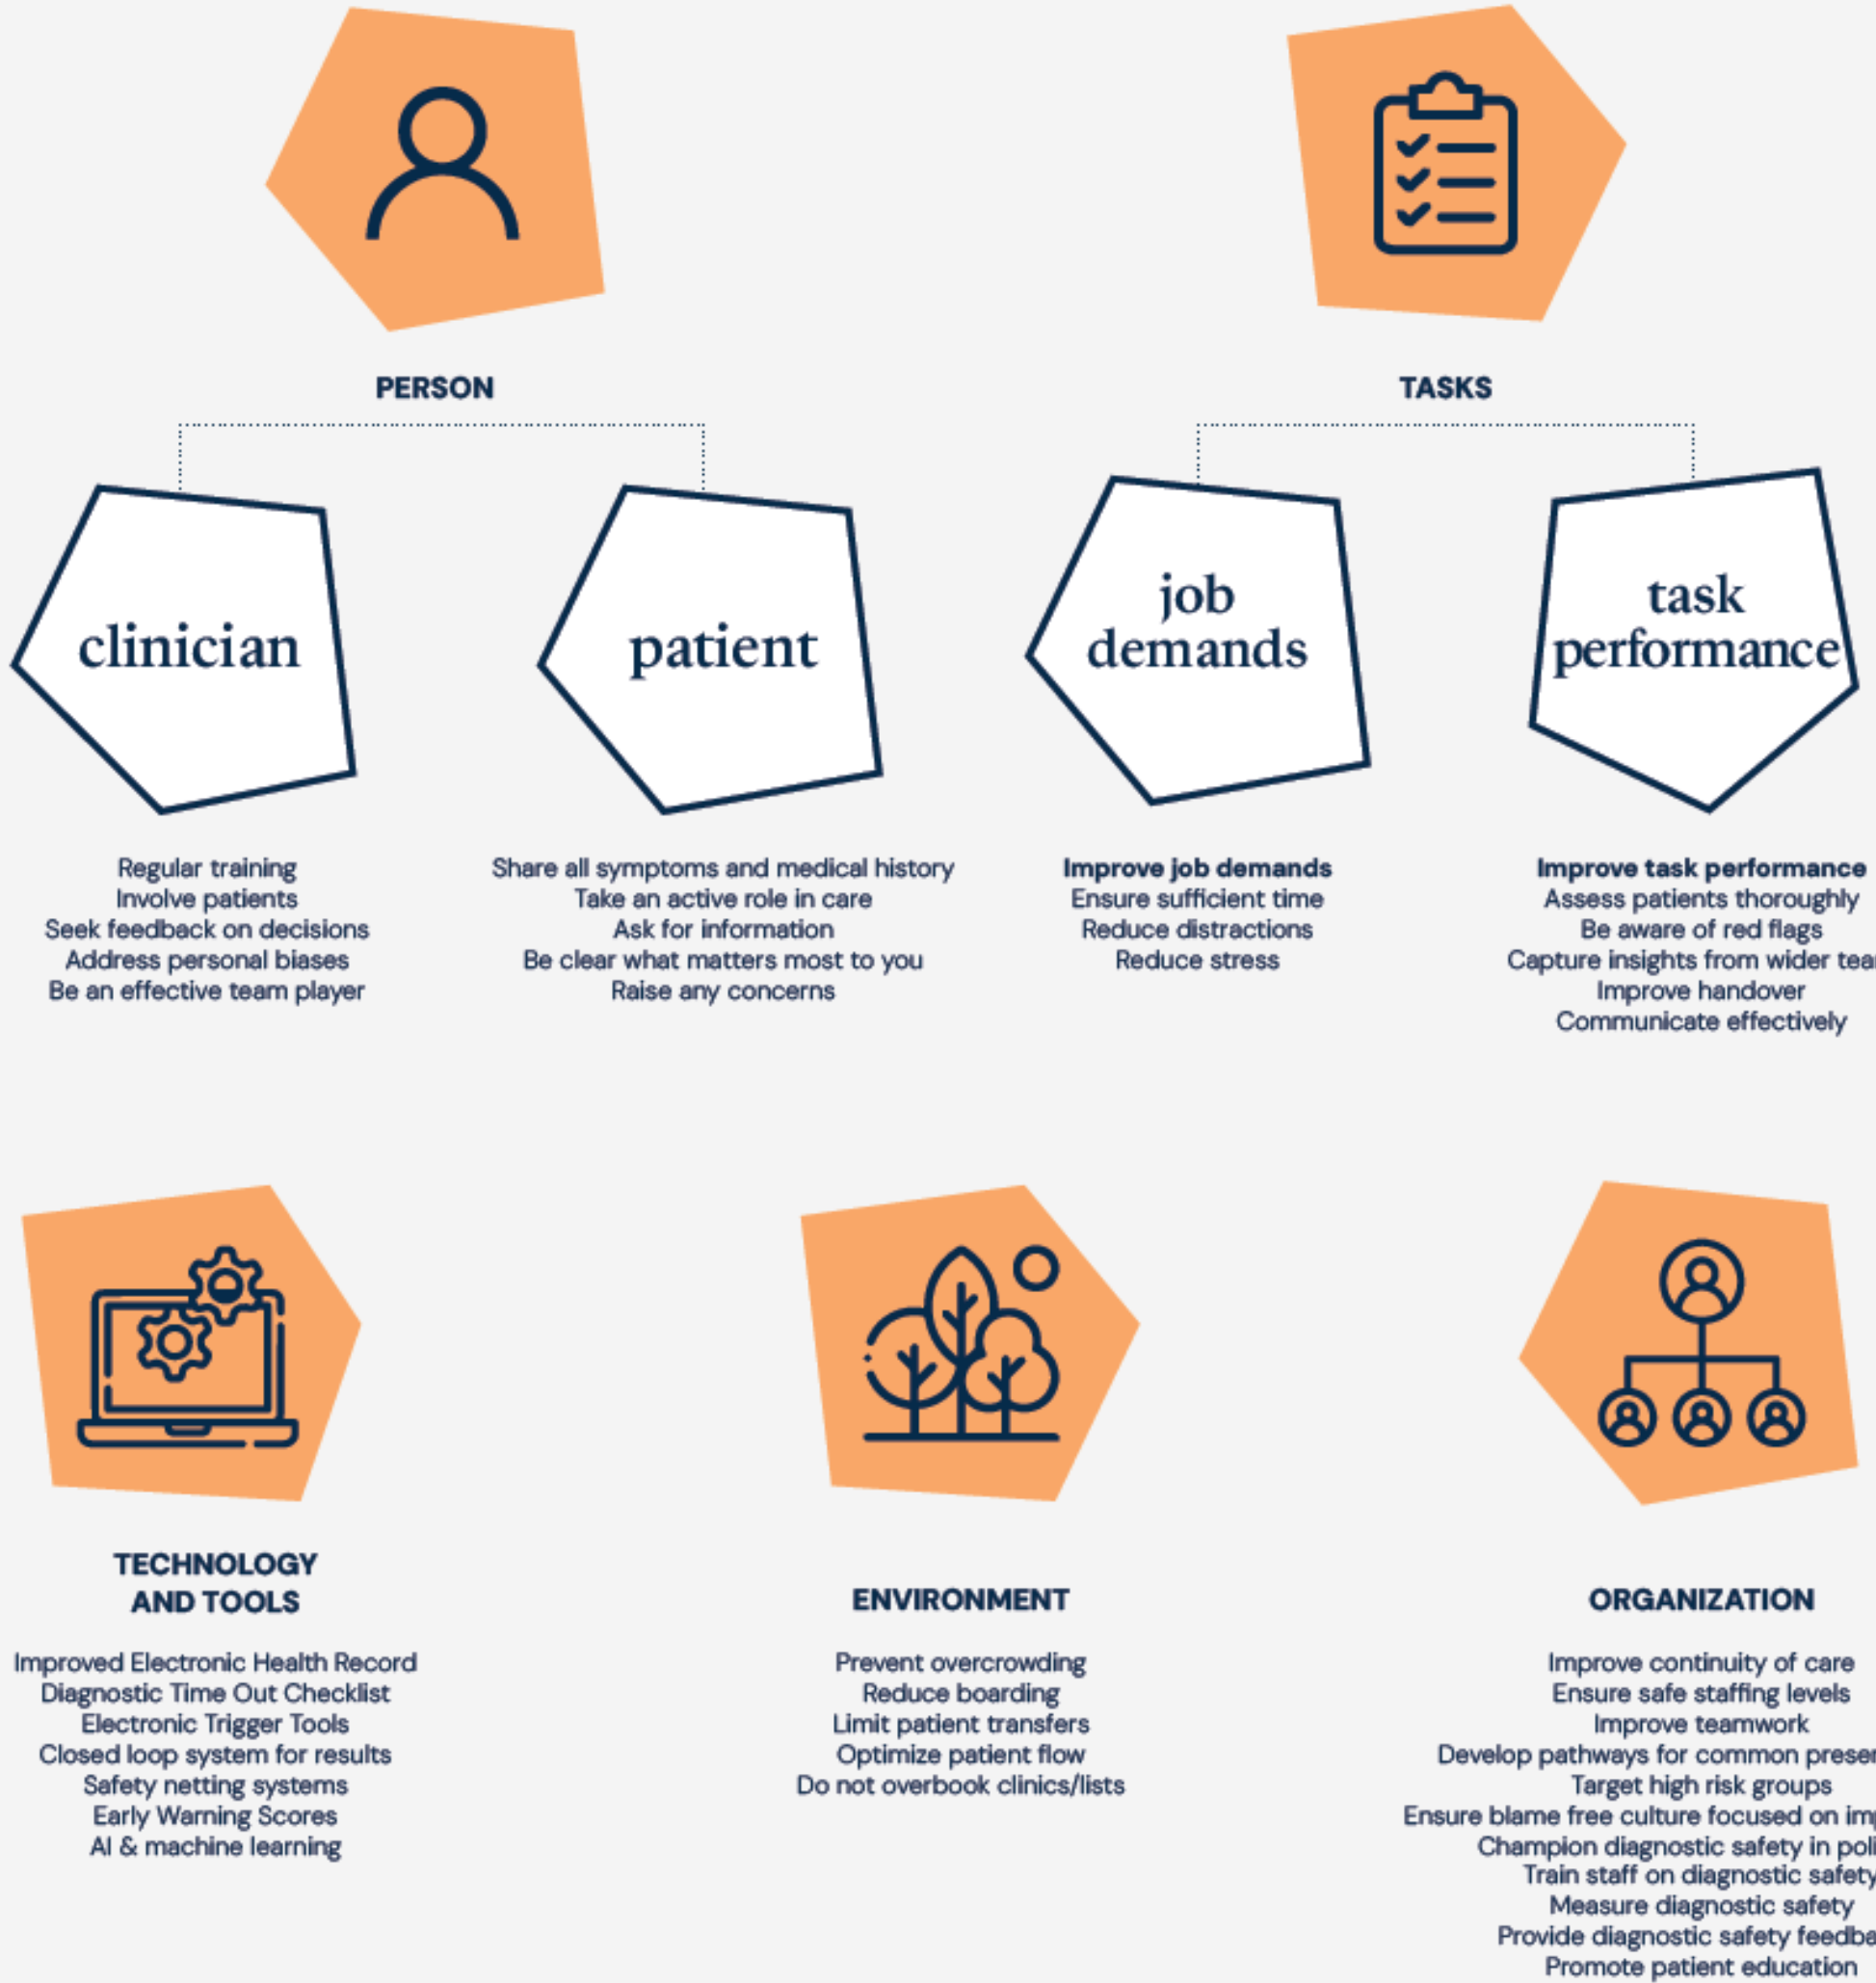 PERSON
clinician
Regular training
Involve patients
Seek feedback on decisions
Address personal biases
Be an effective team player
patient
Share all symptoms and medical history
Take an active role in care
Ask for information
Be clear what matters most to you
Raise any concerns
TASKS
job
demands
Improve job demands
Ensure sufficient time
Reduce distractions
Reduce stress
task
performance
Improve task performance
Assess patients thoroughly
Be aware of red flags
Capture insights from wider
Improve handover
Communicate effectively
TECHNOLOGY
AND TOOLS
Improved Electronic Health Record
Diagnostic Time Out Checklist
Electronic Trigger Tools
Closed loop system for results
Safety netting systems
Early Warning Scores
AI & machine learning
ENVIRONMENT
Prevent overcrowding
Reduce boarding
Limit patient transfers
Optimize patient flow
Do not overbook clinics/lists
ORGANIZATION
Improve continuity of care
Ensure safe staffing levels
Improve teamwork
Develop pathways for common
Target high risk groups
Ensure blame free culture focused on
Champion diagnostic safety in
Train staff on diagnostic safety
Measure diagnostic safety
Provide diagnostic safety
Promote patient education